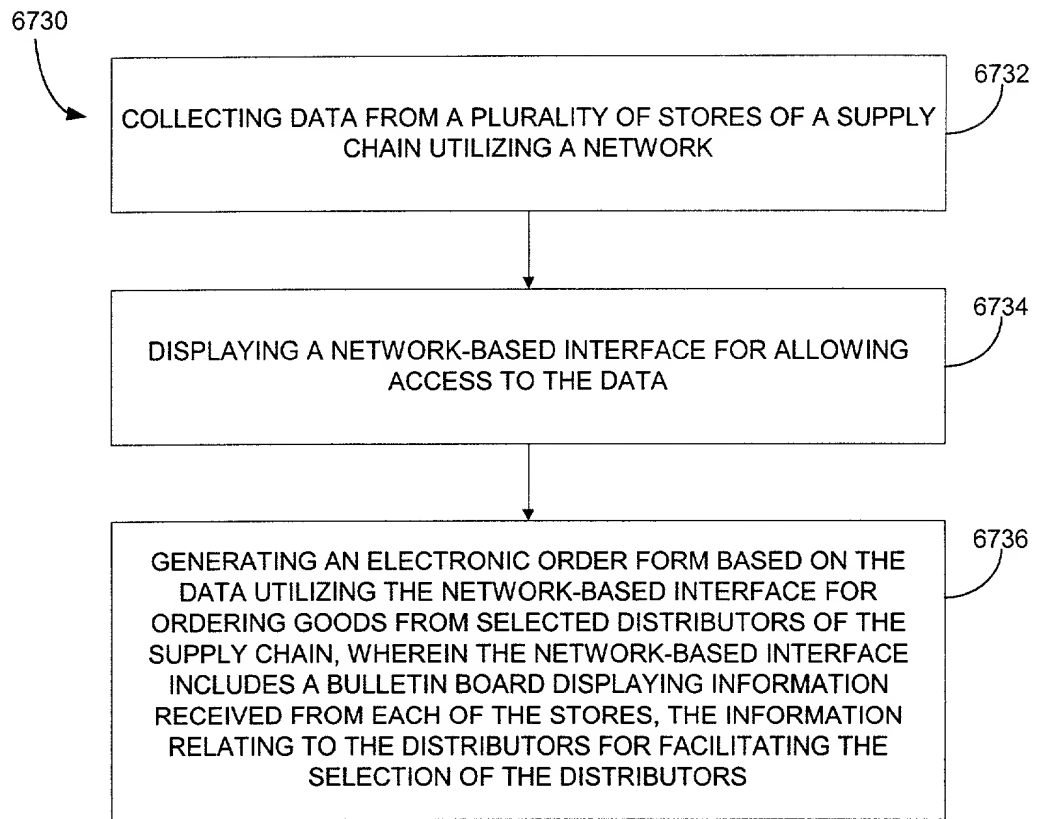 6730
6732
COLLECTING DATA FROM A PLURALITY OF STORES OF A SUPPLY
CHAIN UTILIZING A NETWORK
6734
DISPLAYING A NETWORK-BASED INTERFACE FOR ALLOWING
ACCESS TO THE DATA
6736
GENERATING AN ELECTRONIC ORDER FORM BASED ON THE
DATA UTILIZING THE NETWORK-BASED INTERFACE FOR
ORDERING GOODS FROM SELECTED DISTRIBUTORS OF THE
SUPPLY CHAIN, WHEREIN THE NETWORK-BASED INTERFACE
INCLUDES A BULLETIN BOARD DISPLAYING INFORMATION
RECEIVED FROM EACH OF THE STORES, THE INFORMATION
RELATING TO THE DISTRIBUTORS FOR FACILITATING THE
SELECTION OF THE DISTRIBUTORS